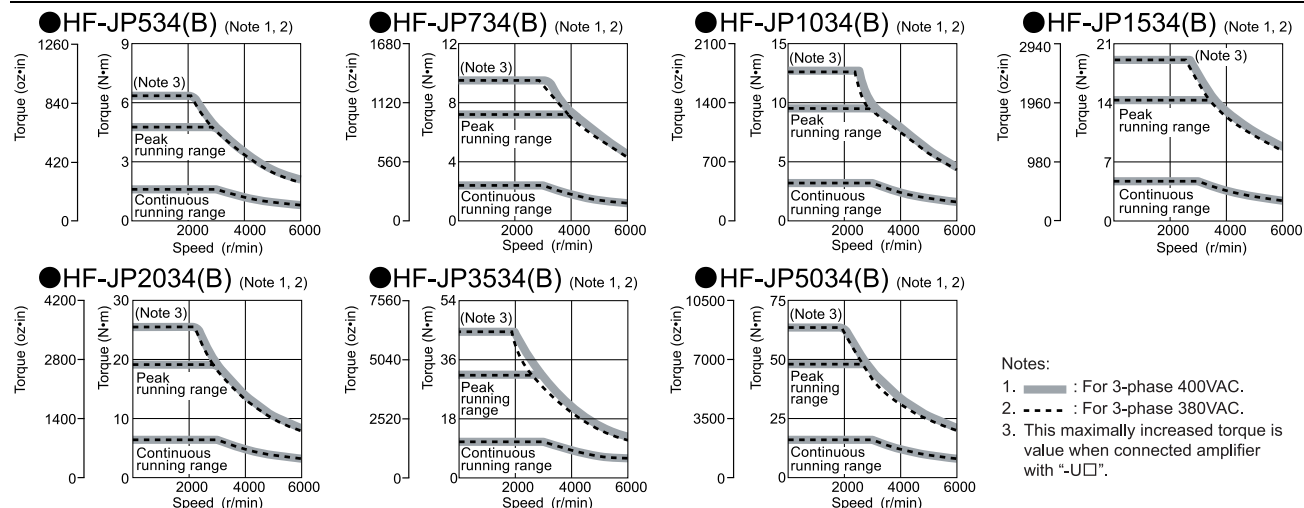 ●HF-JP534(B) (Note 1, 2)
Torque (oz•in)
1260
840
420
0
Torque (N•m)
9
6
3
0
(Note 3)
Peak
running range
Continuous
running range
2000 4000 6000
Speed (r/min)
●HF-JP734(B) (Note 1, 2)
Torque (oz•in)
1680
1120
560
0
Torque (N•m)
12
8
4
0
(Note 3)
Peak
running range
Continuous
running range
2000 4000 6000
Speed (r/min)
●HF-JP1034(B) (Note 1, 2)
Torque (oz•in)
2100
1400
700
0
Torque (N•m)
15
10
5
0
(Note 3)
Peak
running range
Continuous
running range
2000 4000 6000
Speed (r/min)
●HF-JP1534(B) (Note 1, 2)
Torque (oz•in)
2940
1960
980
0
Torque (N•m)
21
14
7
0
(Note 3)
Peak
running range
Continuous
running range
2000 4000 6000
Speed (r/min)
●HF-JP2034(B) (Note 1, 2)
Torque (oz•in)
4200
2800
1400
0
Torque (N•m)
30
20
10
0
(Note 3)
Peak
running range
Continuous
running range
2000 4000 6000
Speed (r/min)
●HF-JP3534(B) (Note 1, 2)
Torque (oz•in)
7560
5040
2520
0
Torque (N•m)
54
36
18
0
(Note 3)
Peak
running
range
Continuous
running range
2000 4000 6000
Speed (r/min)
●HF-JP5034(B) (Note 1, 2)
Torque (oz•in)
10500
7000
3500
0
Torque (N•m)
75
50
25
0
(Note 3)
Peak
running
range
Continuous
running range
2000 4000 6000
Speed (r/min)
Notes:
1. : For 3-phase 400VAC.
2. : For 3-phase 380VAC.
3. This maximally increased torque is
value when connected amplifier
with “-U□”.